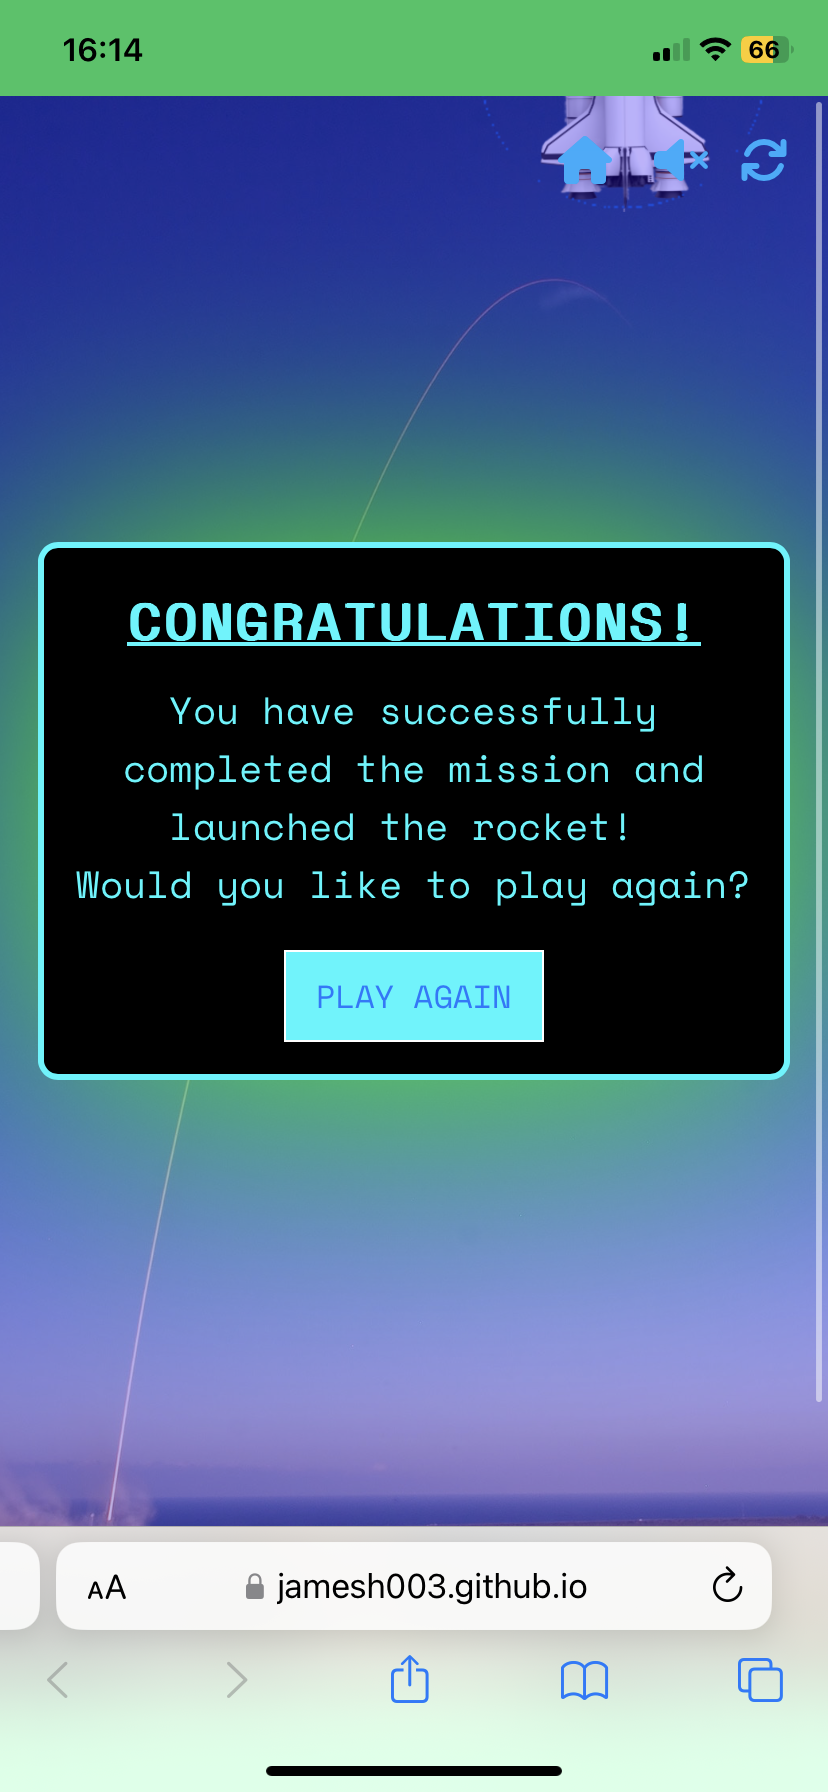 16:14
66
CONGRATULATIONS!
You have successfully
completed the mission and
launched the rocket!
Would you like to play again?
PLAY AGAIN
AA
jamesh003.github.io